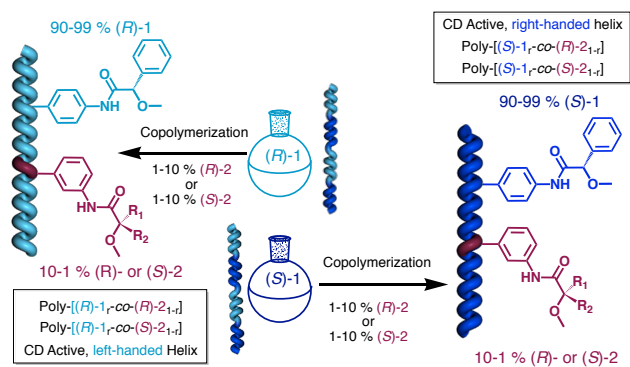 90-99 % (R)-1
O
NH
O
Copolymerization
1-10 % (R)-2
or
1-10 % (S)-2
(R)-1
O
NH
R₁
R₂
O
10-1 % (R)- or (S)-2
Poly-[(R)-1ᵣ-co-(R)-2₁₋ᵣ]
Poly-[(R)-1ᵣ-co-(S)-2₁₋ᵣ]
CD Active, left-handed Helix
(S)-1
Copolymerization
1-10 % (R)-2
or
1-10 % (S)-2
CD Active, right-handed helix
Poly-[(S)-1ᵣ-co-(R)-2₁₋ᵣ]
Poly-[(S)-1ᵣ-co-(S)-2₁₋ᵣ]
90-99 % (S)-1
O
NH
O
O
NH
R₁
R₂
O
10-1 % (R)- or (S)-2